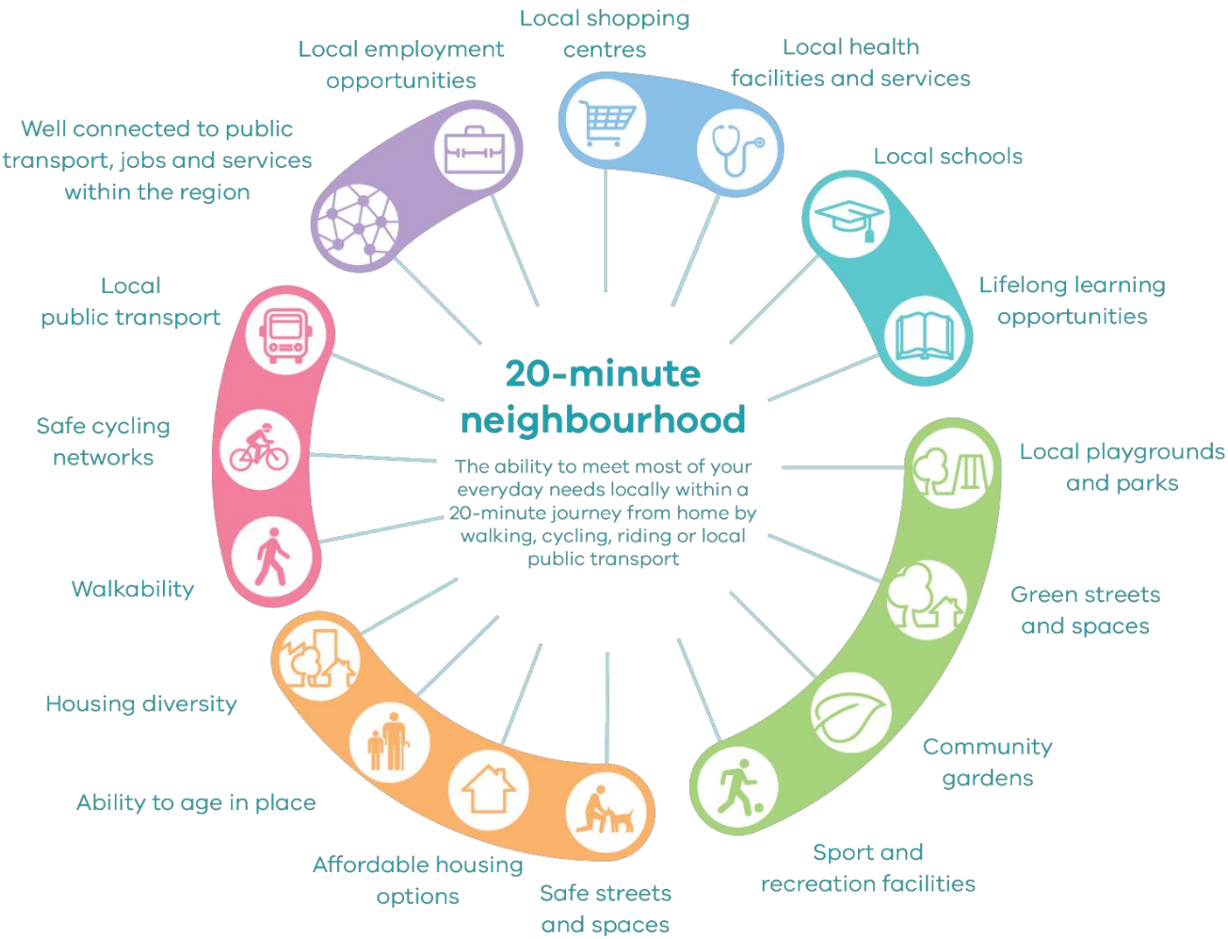 Local shopping
centres
Local health
facilities and services
Local schools
Lifelong learning
opportunities
Local playgrounds
and parks
Green streets
and spaces
Community
gardens
Sport and
recreation facilities
Safe streets
and spaces
Affordable housing
options
Ability to age in place
Housing diversity
Walkability
Safe cycling
networks
Local
public transport
Well connected to public
transport, jobs and services
within the region
Local employment
opportunities
20-minute
neighbourhood
The ability to meet most of your
everyday needs locally within a
20-minute journey from home by
walking, cycling, riding or local
public transport